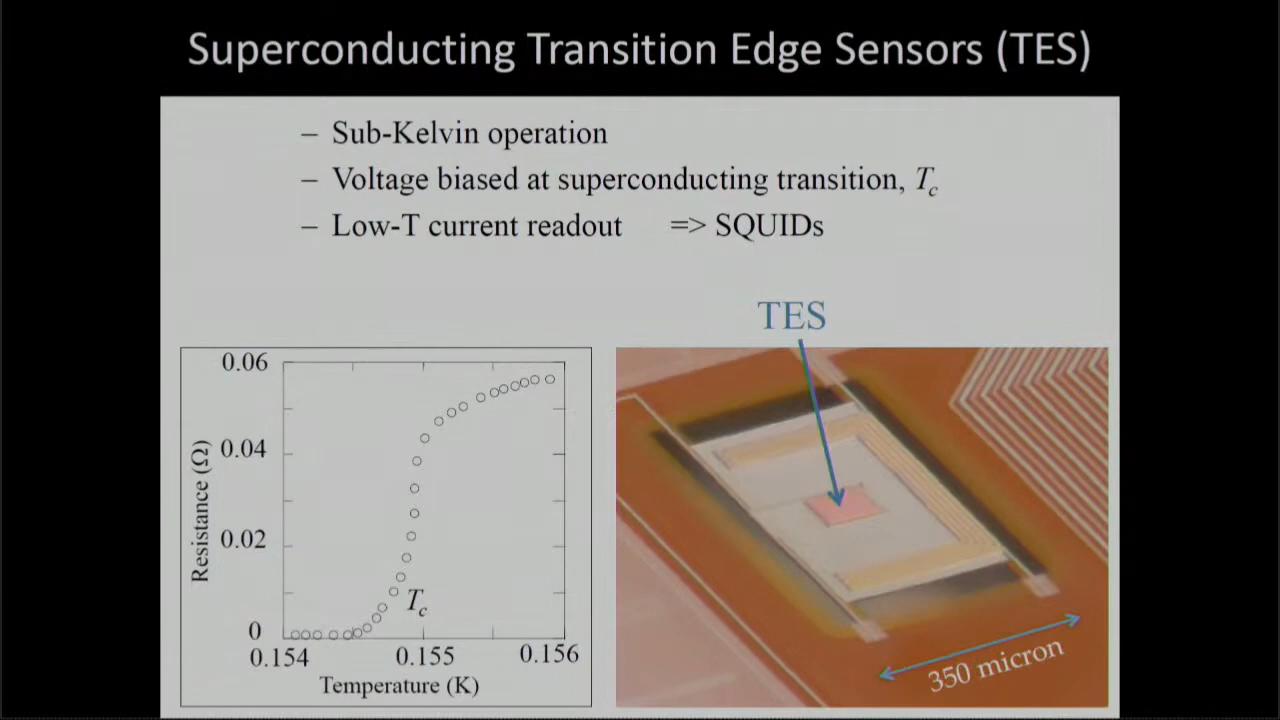 Superconducting Transition Edge Sensors (TES)
– Sub-Kelvin operation
– Voltage biased at superconducting transition, Tc
– Low-T current readout => SQUIDs
TES
0.06
0.04
0.02
0
Resistance (Ω)
Tc
0.154 0.155 0.156
Temperature (K)
350 micron